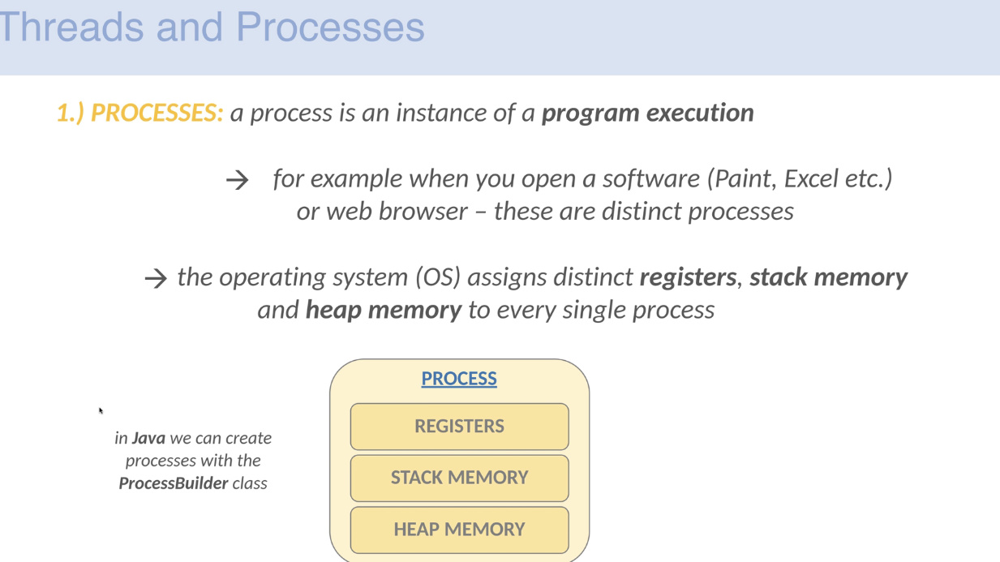 Threads and Processes
1.) PROCESSES: a process is an instance of a program execution
→ for example when you open a software (Paint, Excel etc.)
or web browser – these are distinct processes
→ the operating system (OS) assigns distinct registers, stack memory
and heap memory to every single process
PROCESS
REGISTERS
STACK MEMORY
HEAP MEMORY
in Java we can create
processes with the
ProcessBuilder class